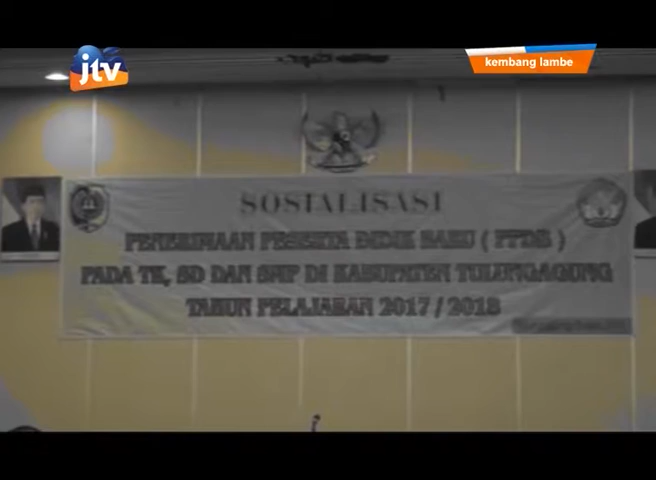 jtv
kembang lambe
SOSIALISASI
PENERIMAAN PESERTA DIDIK BARU ( PPDB )
PADA TK, SD DAN SMP DI KABUPATEN TULUNGAGUNG
TAHUN PELAJARAN 2017 / 2018